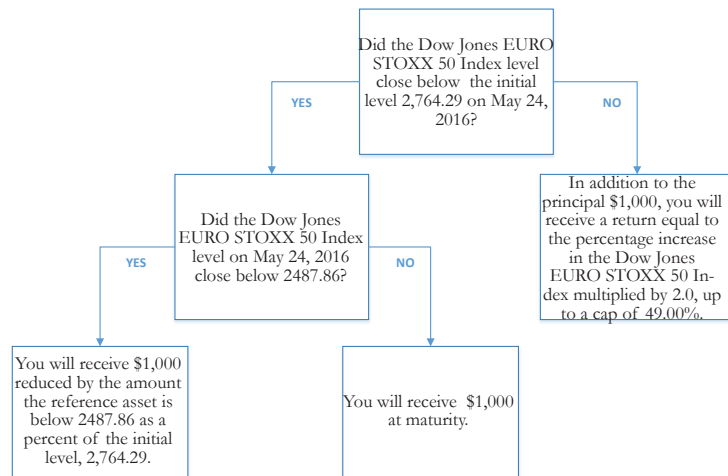 Did the Dow Jones EURO
STOXX 50 Index level
close below the initial
level 2,764.29 on May 24,
2016?
YES
NO
Did the Dow Jones
EURO STOXX 50 Index
level on May 24, 2016
close below 2487.86?
In addition to the
principal $1,000, you will
receive a return equal to
the percentage increase
in the Dow Jones
EURO STOXX 50 In-
dex multiplied by 2.0, up
to a cap of 49.00%.
YES
NO
You will receive $1,000
reduced by the amount
the reference asset is
below 2487.86 as a
percent of the initial
level, 2,764.29.
You will receive $1,000
at maturity.